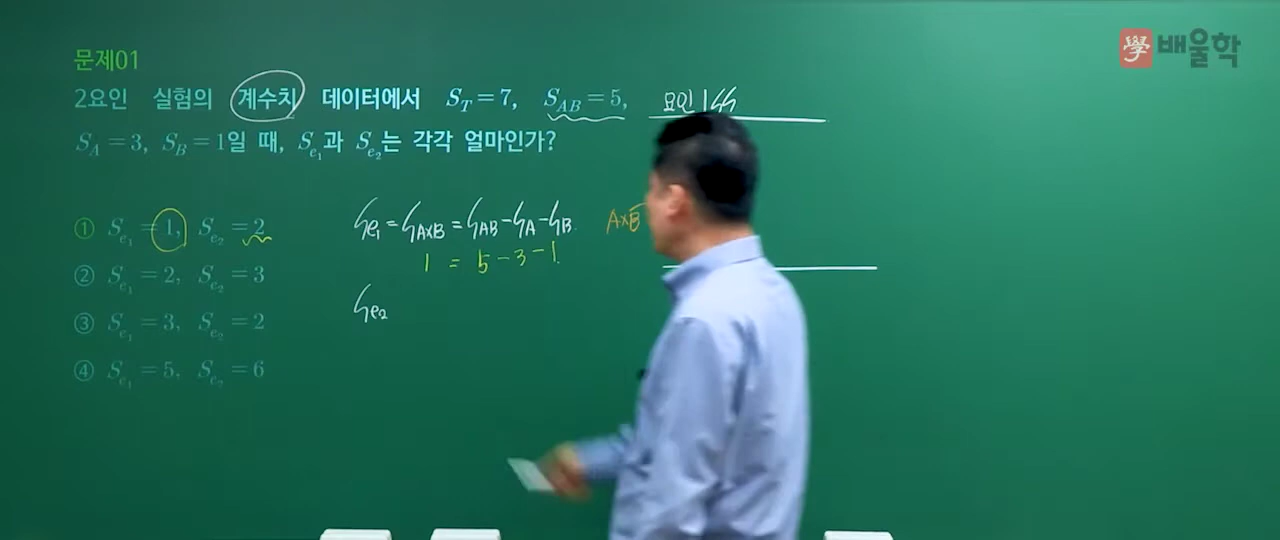 學 배울학
문제01
2요인 실험의 계수치 데이터에서 S_T = 7, S_AB = 5,
S_A = 3, S_B = 1일 때, S_e₁과 S_e₂는 각각 얼마인가?
① S_e₁ = 1, S_e₂ = 2
② S_e₁ = 2, S_e₂ = 3
③ S_e₁ = 3, S_e₂ = 2
④ S_e₁ = 5, S_e₂ = 6
S_e₁ = S_A×B = S_AB - S_A - S_B
1 = 5 - 3 - 1
S_e₂
요인 | SS
A×B